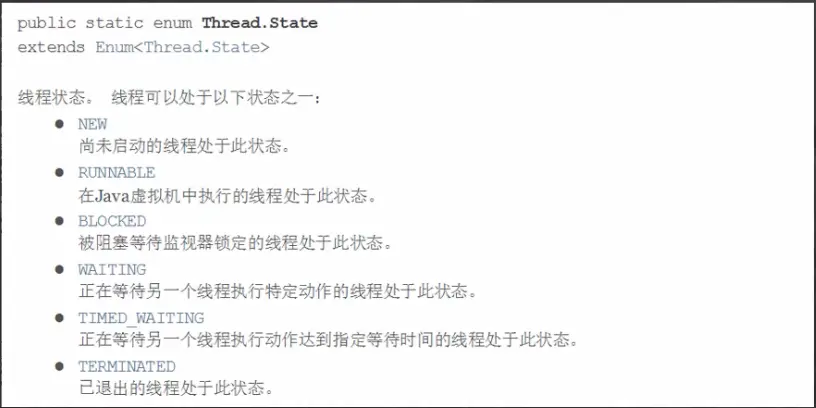 public static enum Thread.State
extends Enum<Thread.State>
线程状态。 线程可以处于以下状态之一：
● NEW
尚未启动的线程处于此状态。
● RUNNABLE
在Java虚拟机中执行的线程处于此状态。
● BLOCKED
被阻塞等待监视器锁定的线程处于此状态。
● WAITING
正在等待另一个线程执行特定动作的线程处于此状态。
● TIMED_WAITING
正在等待另一个线程执行动作达到指定等待时间的线程处于此状态。
● TERMINATED
已退出的线程处于此状态。